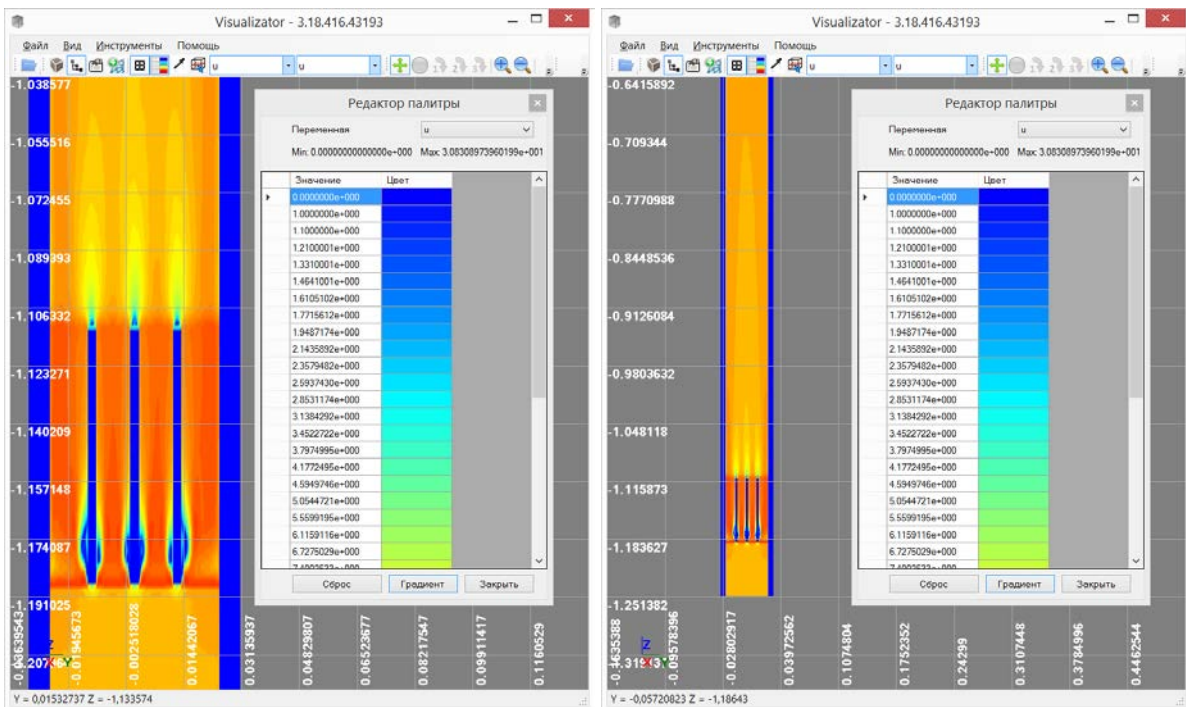 Visualizator - 3.18.416.43193
Файл Вид Инструменты Помощь
u u
-1.038577
-1.055516
-1.072455
-1.089393
-1.106332
-1.123271
-1.140209
-1.157148
-1.174087
-1.191025
Редактор палитры
Переменная u
Min: 0.00000000000000e+000 Max: 3.08308973960199e+001
Значение Цвет
0.0000000e+000
1.0000000e+000
1.1000000e+000
1.2100001e+000
1.3310001e+000
1.4641001e+000
1.6105102e+000
1.7715612e+000
1.9487174e+000
2.1435892e+000
2.3579482e+000
2.5937430e+000
2.8531174e+000
3.1384292e+000
3.4522722e+000
3.7974995e+000
4.1772495e+000
4.5949746e+000
5.0544721e+000
5.5599195e+000
6.1159116e+000
6.7275029e+000
Сброс Градиент Закрыть
-0.01945673
-0.002518028
0.01442067
0.03135937
0.04829807
0.06523677
0.08217547
0.09911417
0.1160529
Z
X Y
Y = 0,01532737 Z = -1,133574
Visualizator - 3.18.416.43193
Файл Вид Инструменты Помощь
u u
-0.6415892
-0.709344
-0.7770988
-0.8448536
-0.9126084
-0.9803632
-1.048118
-1.115873
-1.183627
-1.251382
Редактор палитры
Переменная u
Min: 0.00000000000000e+000 Max: 3.08308973960199e+001
Значение Цвет
0.0000000e+000
1.0000000e+000
1.1000000e+000
1.2100001e+000
1.3310001e+000
1.4641001e+000
1.6105102e+000
1.7715612e+000
1.9487174e+000
2.1435892e+000
2.3579482e+000
2.5937430e+000
2.8531174e+000
3.1384292e+000
3.4522722e+000
3.7974995e+000
4.1772495e+000
4.5949746e+000
5.0544721e+000
5.5599195e+000
6.1159116e+000
6.7275029e+000
Сброс Градиент Закрыть
-0.09578396
-0.02802917
0.03972562
0.1074804
0.1752352
0.24299
0.3107448
0.3784996
0.4462544
Z
X Y
Y = -0,05720823 Z = -1,18643